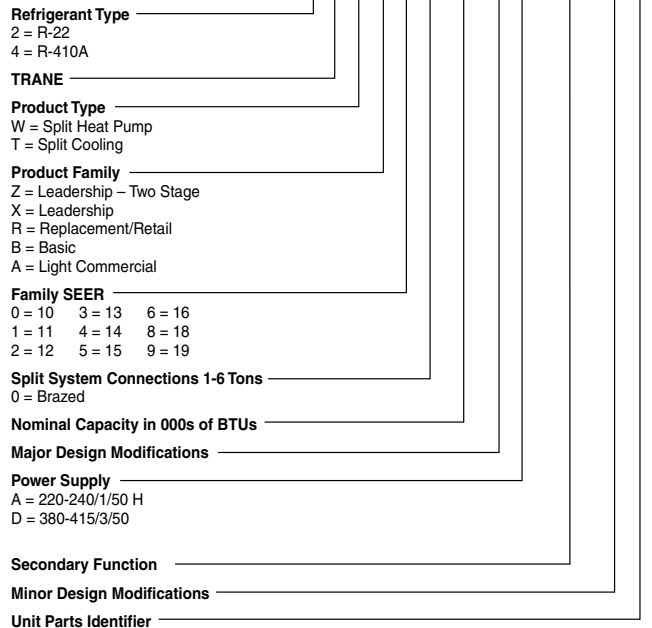 Refrigerant Type
2 = R-22
4 = R-410A
TRANE
Product Type
W = Split Heat Pump
T = Split Cooling
Product Family
Z = Leadership – Two Stage
X = Leadership
R = Replacement/Retail
B = Basic
A = Light Commercial
Family SEER
0 = 10 3 = 13 6 = 16
1 = 11 4 = 14 8 = 18
2 = 12 5 = 15 9 = 19
Split System Connections 1-6 Tons
0 = Brazed
Nominal Capacity in 000s of BTUs
Major Design Modifications
Power Supply
A = 220-240/1/50 H
D = 380-415/3/50
Secondary Function
Minor Design Modifications
Unit Parts Identifier